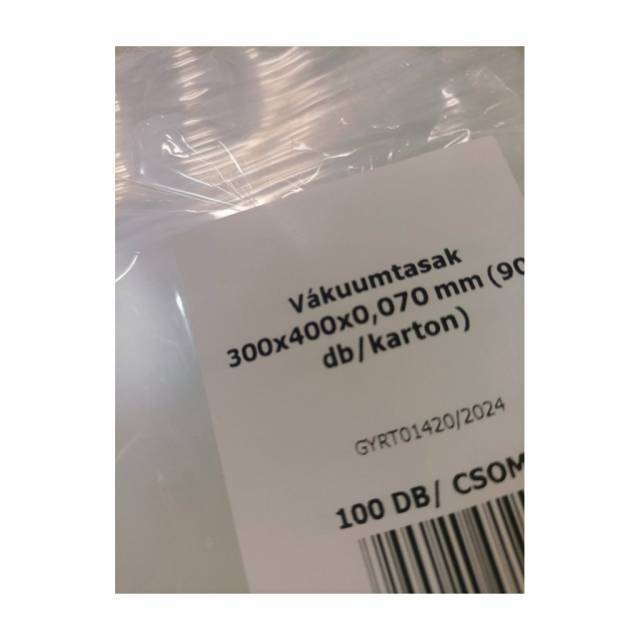 Vákuumtasak
300x400x0,070 mm (90
db/karton)
GYRT01420/2024
100 DB/ CSOM